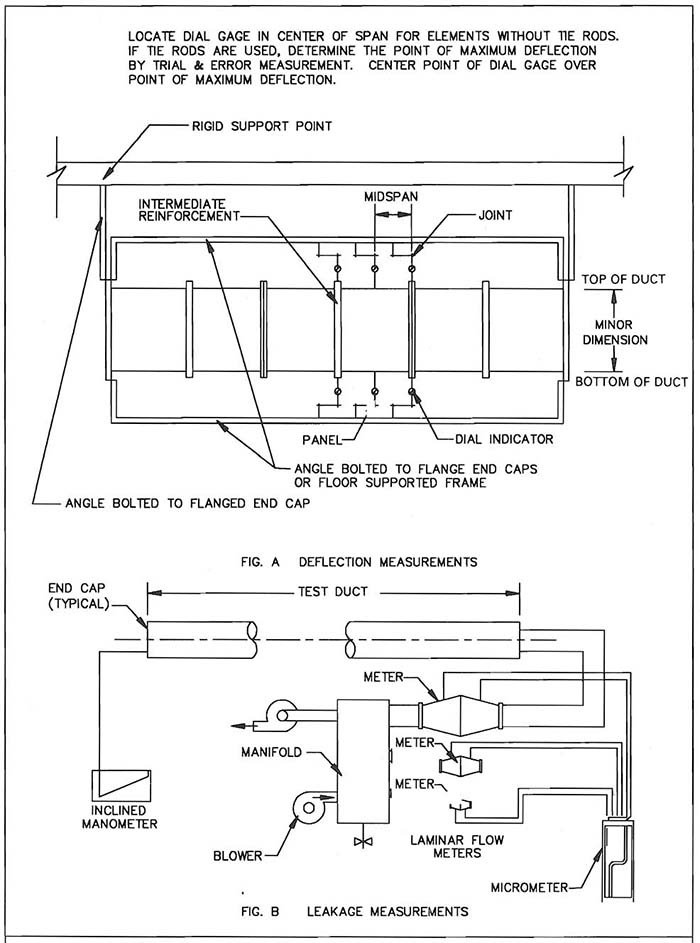 LOCATE DIAL GAGE IN CENTER OF SPAN FOR ELEMENTS WITHOUT TIE RODS.
IF TIE RODS ARE USED, DETERMINE THE POINT OF MAXIMUM DEFLECTION
BY TRIAL & ERROR MEASUREMENT. CENTER POINT OF DIAL GAGE OVER
POINT OF MAXIMUM DEFLECTION.
RIGID SUPPORT POINT
INTERMEDIATE
REINFORCEMENT
MIDSPAN
JOINT
TOP OF DUCT
MINOR
DIMENSION
BOTTOM OF DUCT
PANEL
DIAL INDICATOR
ANGLE BOLTED TO FLANGE END CAPS
OR FLOOR SUPPORTED FRAME
ANGLE BOLTED TO FLANGED END CAP
FIG. A DEFLECTION MEASUREMENTS
END CAP
(TYPICAL)
TEST DUCT
METER
MANIFOLD
METER
METER
INCLINED
MANOMETER
BLOWER
LAMINAR FLOW
METERS
MICROMETER
FIG. B LEAKAGE MEASUREMENTS